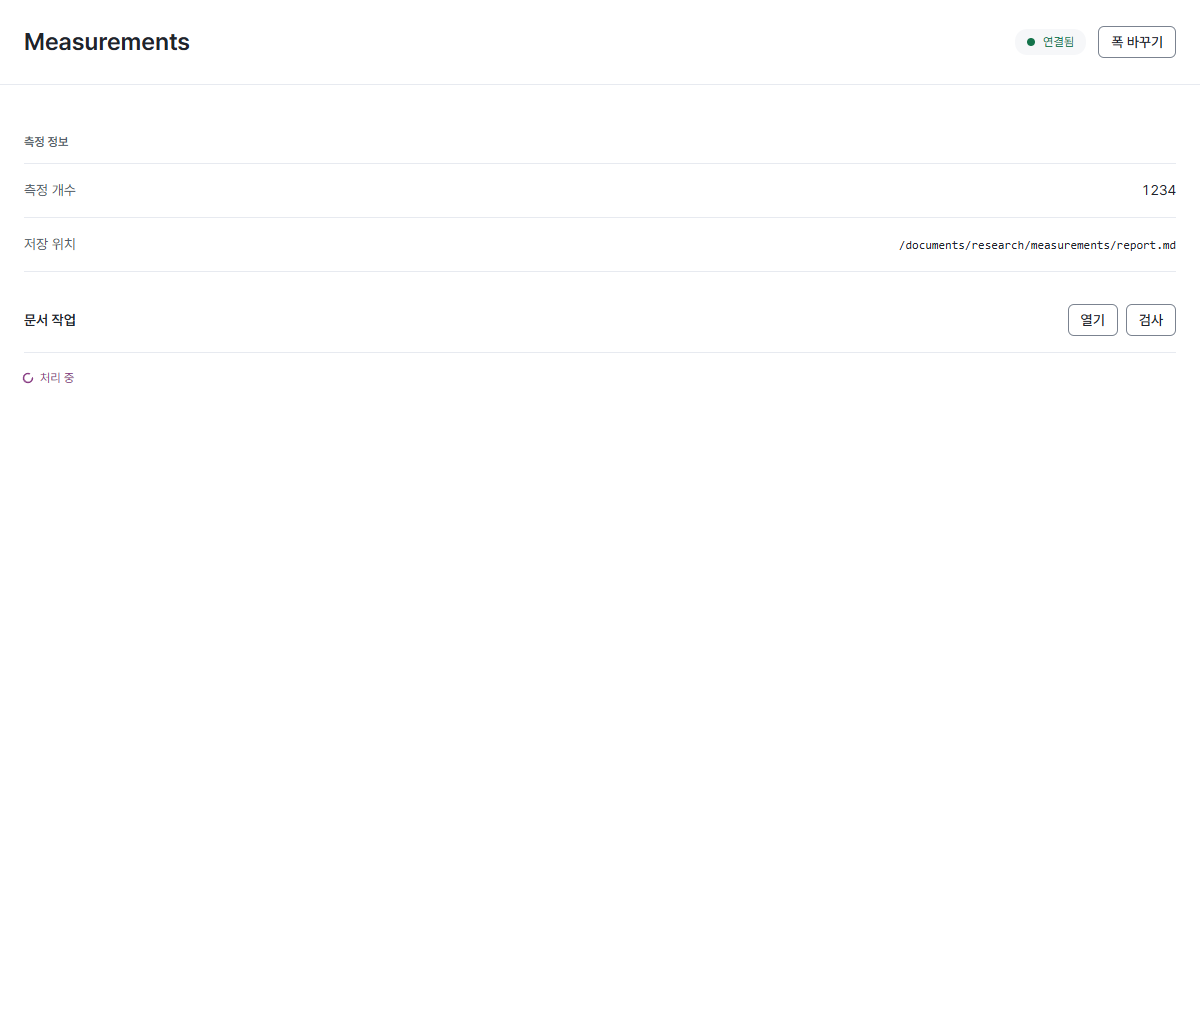 Measurements
연결됨
폭 바꾸기
측정 정보
측정 개수 1234
저장 위치 /documents/research/measurements/report.md
문서 작업
열기
검사
처리 중